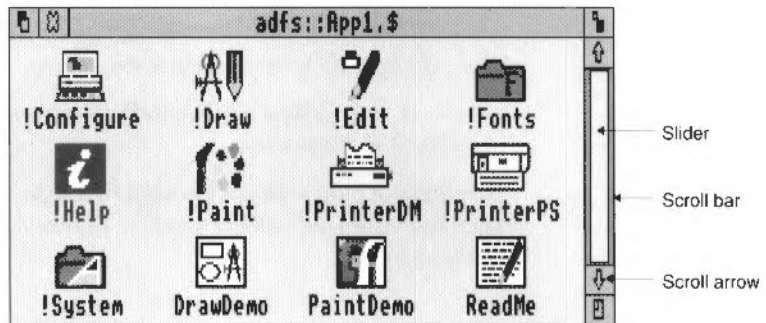 adfs::App1.$
!Configure !Draw !Edit !Fonts
Slider
!Help !Paint !PrinterDM !PrinterPS
Scroll bar
!System DrawDemo PaintDemo ReadMe
Scroll arrow